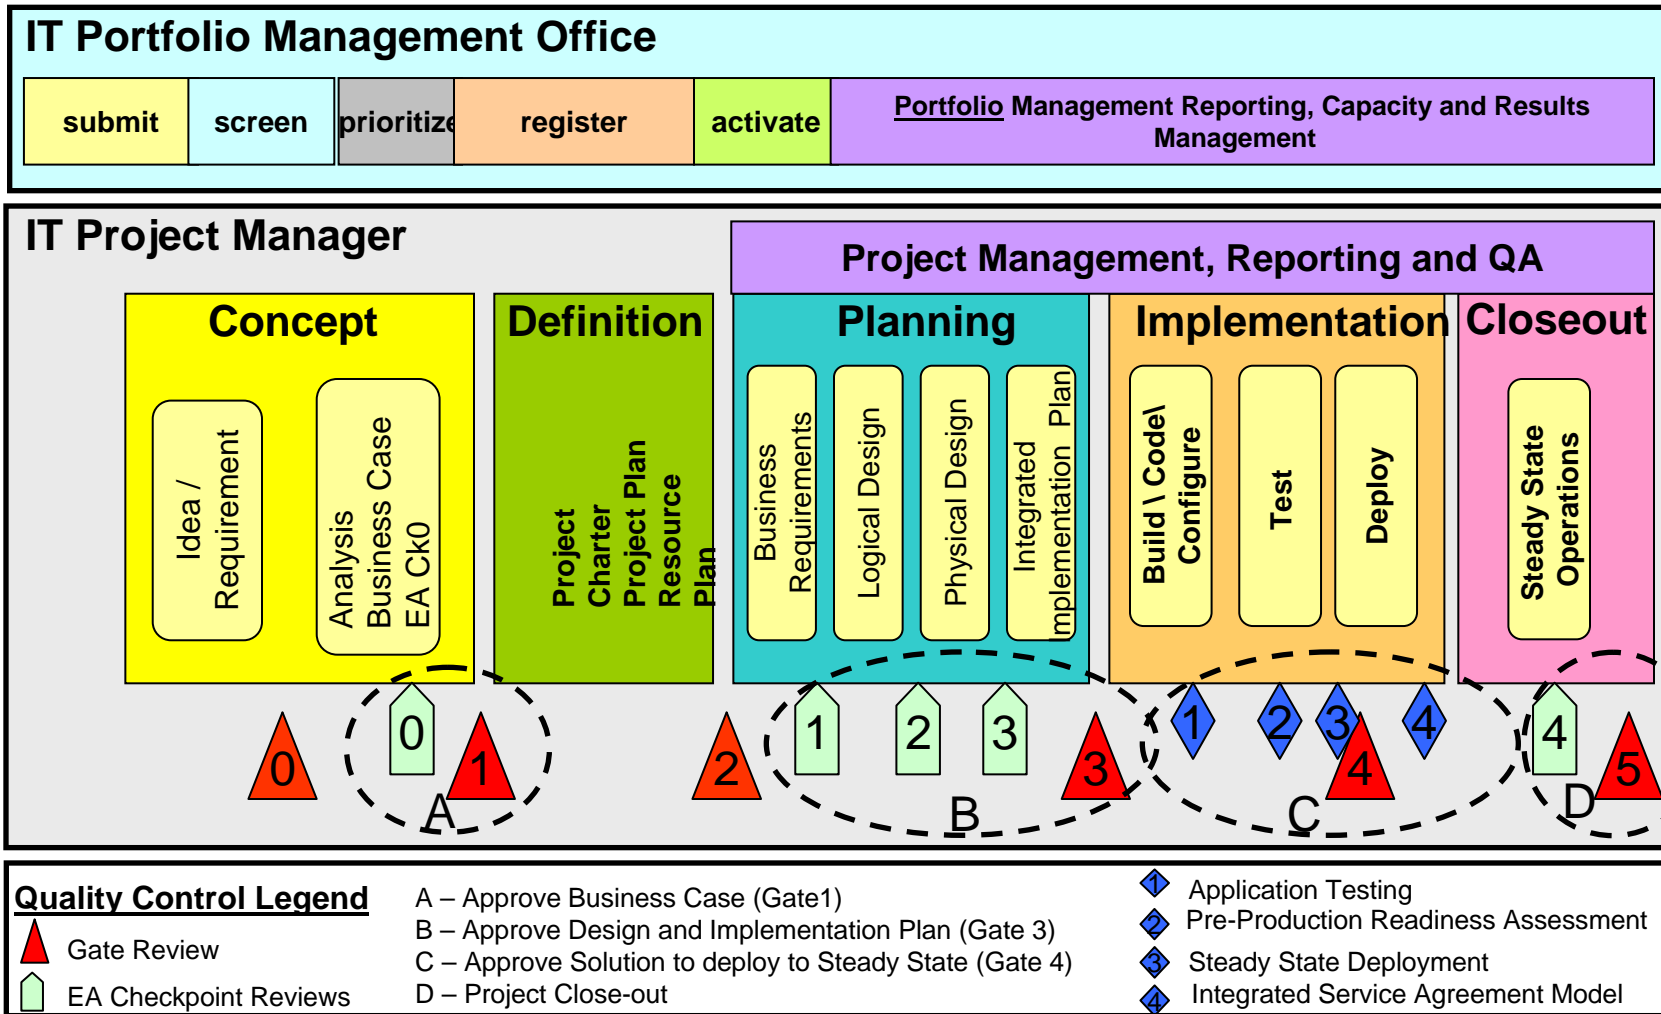 IT Portfolio Management Office
submit
screen
prioritize
register
activate
Portfolio Management Reporting, Capacity and Results
Management
IT Project Manager
Project Management, Reporting and QA
Concept
Definition
Planning
Implementation
Closeout
Idea /
Requirement
Analysis
Business Case
EA Ck0
Project
Charter
Project Plan
Resource
Plan
Business
Requirements
Logical Design
Physical Design
Integrated
Implementation Plan
Build \ Code\
Configure
Test
Deploy
Steady State
Operations
0
0
1
A
2
1
2
3
3
B
1
2
3
4
4
C
4
5
D
Quality Control Legend
Gate Review
EA Checkpoint Reviews
A – Approve Business Case (Gate1)
B – Approve Design and Implementation Plan (Gate 3)
C – Approve Solution to deploy to Steady State (Gate 4)
D – Project Close-out
1 Application Testing
2 Pre-Production Readiness Assessment
3 Steady State Deployment
4 Integrated Service Agreement Model